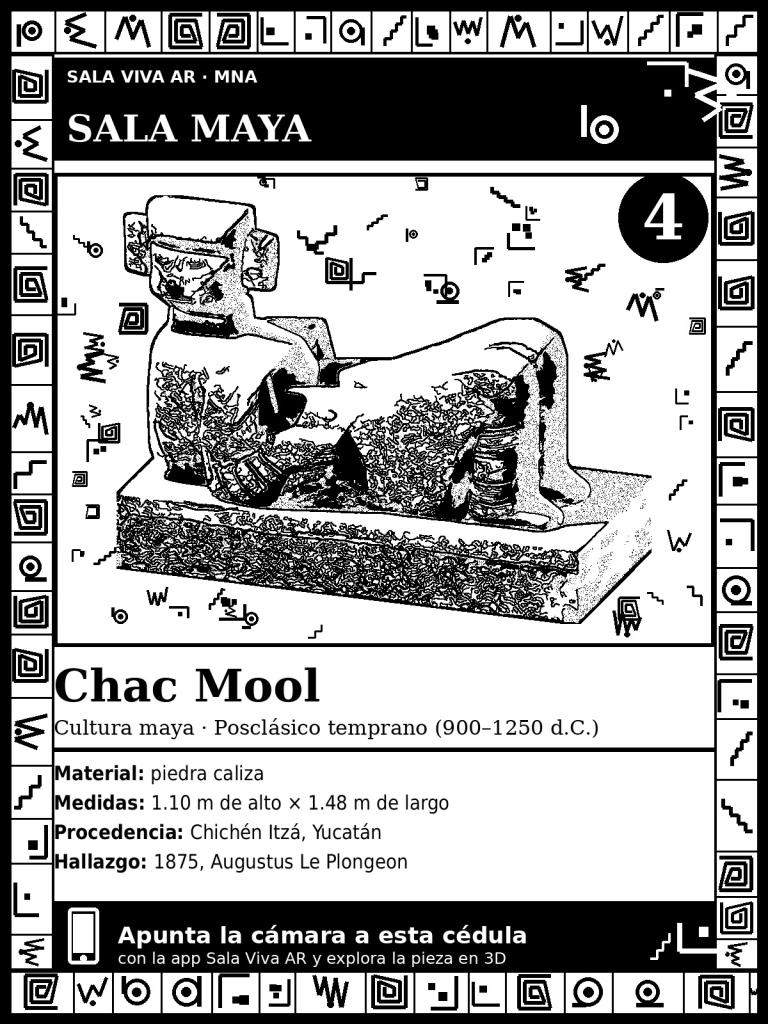 SALA VIVA AR · MNA
SALA MAYA
4
Chac Mool
Cultura maya · Posclásico temprano (900–1250 d.C.)
Material: piedra caliza
Medidas: 1.10 m de alto × 1.48 m de largo
Procedencia: Chichén Itzá, Yucatán
Hallazgo: 1875, Augustus Le Plongeon
Apunta la cámara a esta cédula
con la app Sala Viva AR y explora la pieza en 3D